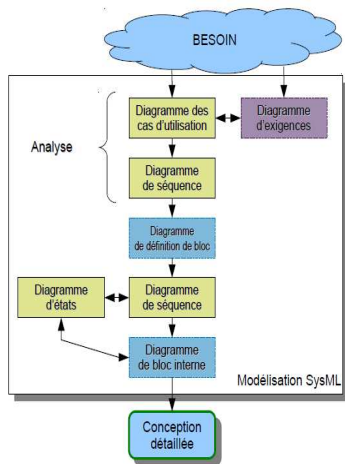 BESOIN
Diagramme des
cas d'utilisation
Diagramme
d'exigences
Analyse
Diagramme
de séquence
Diagramme
de définition de bloc
Diagramme
d'états
Diagramme
de séquence
Diagramme
de bloc interne
Modélisation SysML
Conception
détaillée